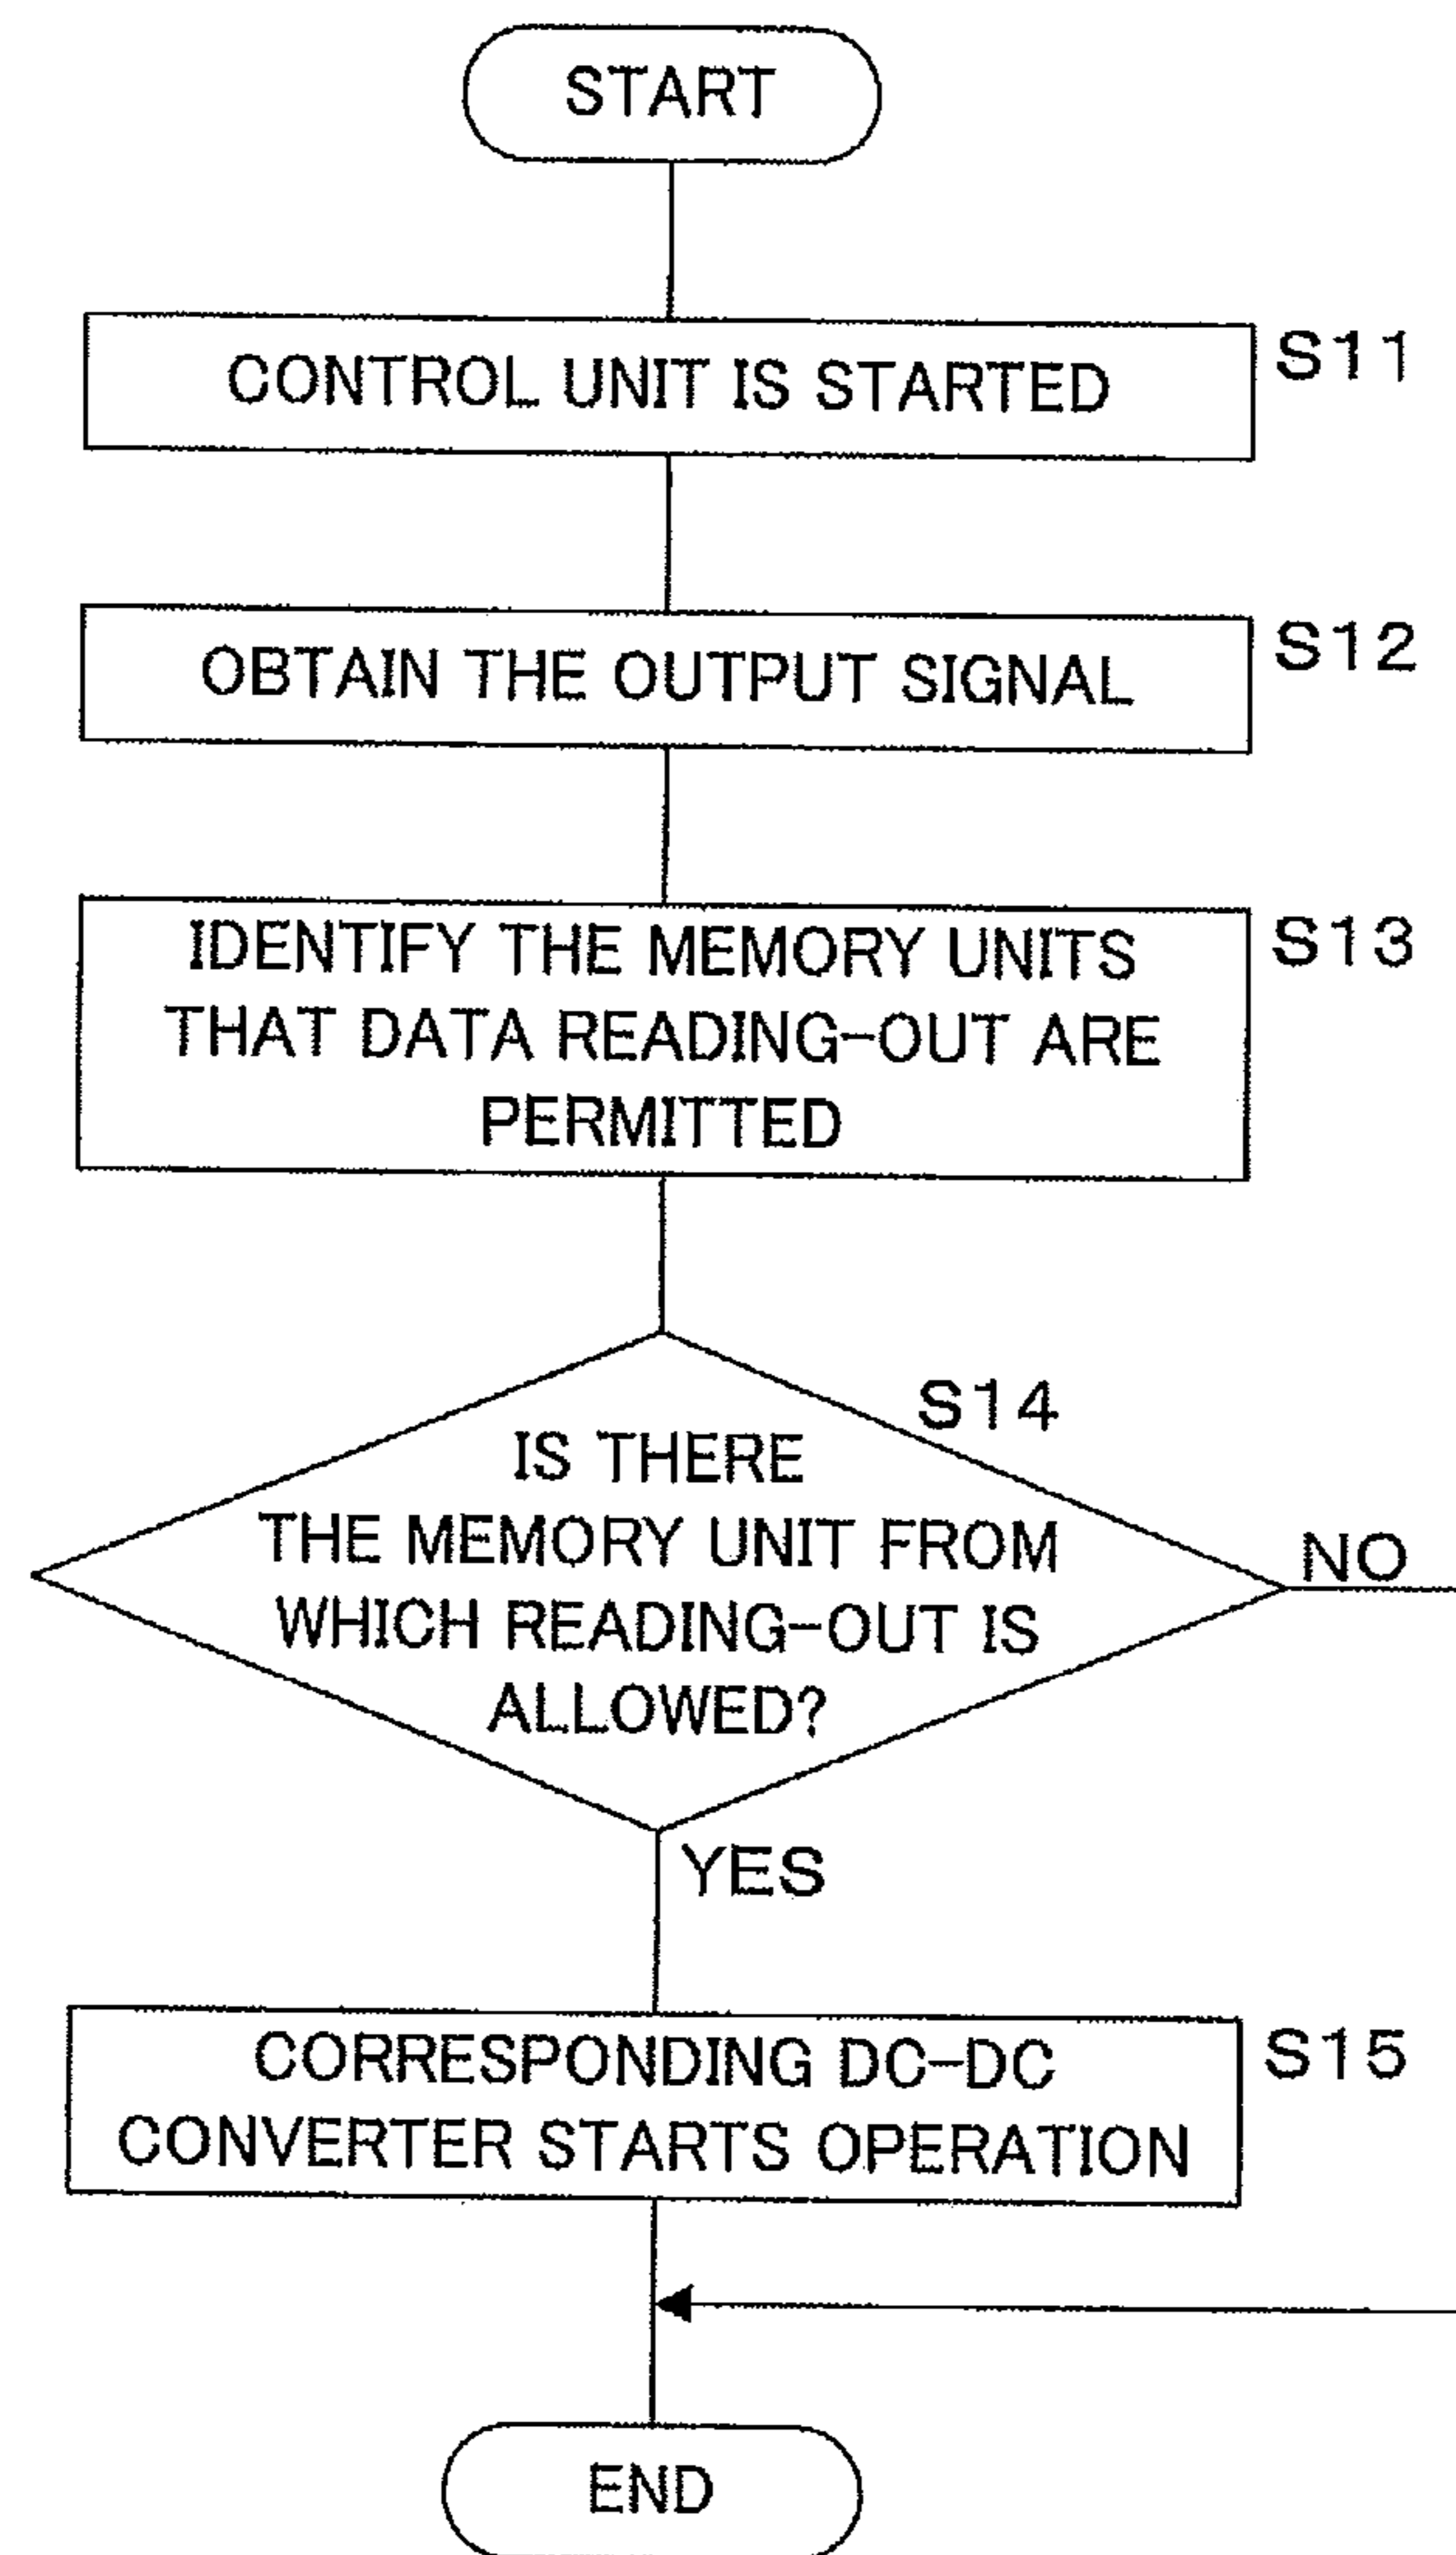 START
CONTROL UNIT IS STARTED
S11
OBTAIN THE OUTPUT SIGNAL
S12
IDENTIFY THE MEMORY UNITS
THAT DATA READING-OUT ARE
PERMITTED
S13
S14
IS THERE
THE MEMORY UNIT FROM
WHICH READING-OUT IS
ALLOWED?
NO
YES
CORRESPONDING DC-DC
CONVERTER STARTS OPERATION
S15
END